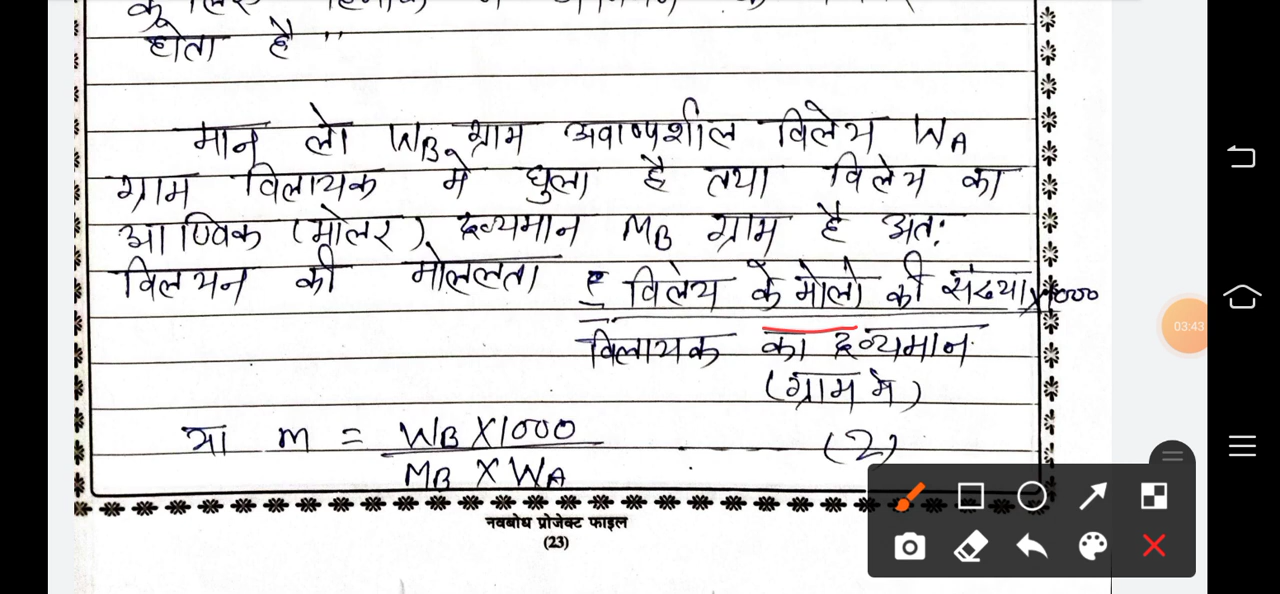 के लिए
होता है "
मान लो WB ग्राम अवाष्पशील विलेय WA
ग्राम विलायक मे घुला है तथा विलेय का
आण्विक (मोलर) द्रव्यमान MB ग्राम है अत:
विलयन की मोललता = विलेय के मोलो की संख्या x1000
विलायक का द्रव्यमान
(ग्राम मे)
या m = WB X1000
MB X WA
(2)
नवबोध प्रोजेक्ट फाइल
(23)
03:43